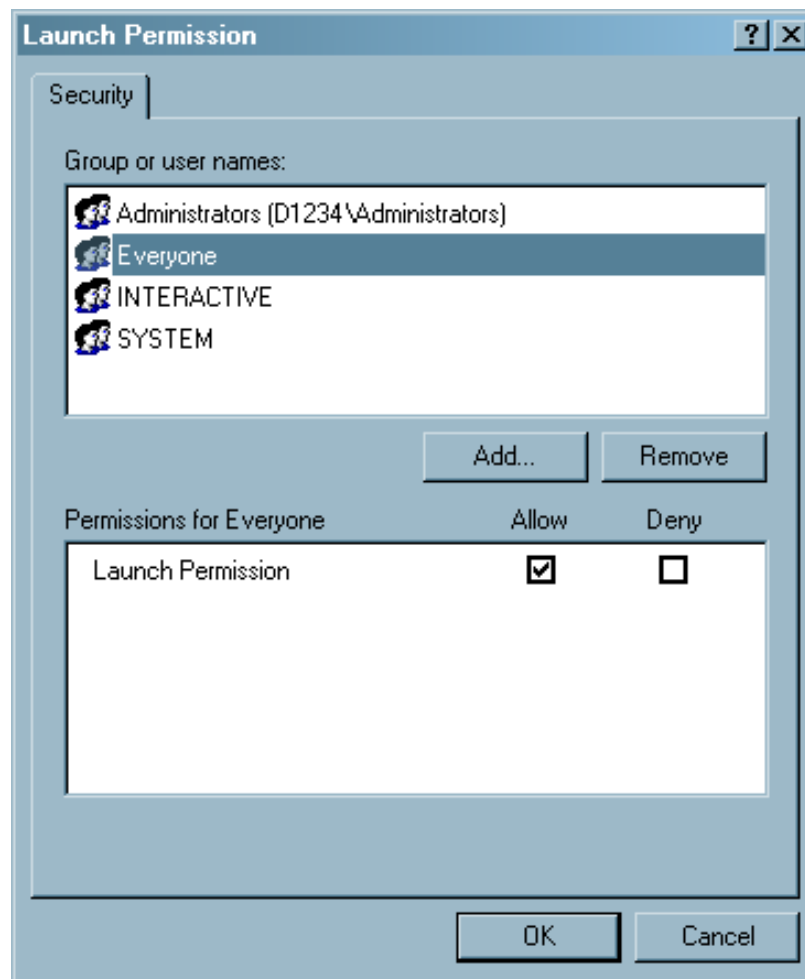 Launch Permission
Security
Group or user names:
Administrators (D1234\Administrators)
Everyone
INTERACTIVE
SYSTEM
Add... Remove
Permissions for Everyone Allow Deny
Launch Permission
OK Cancel